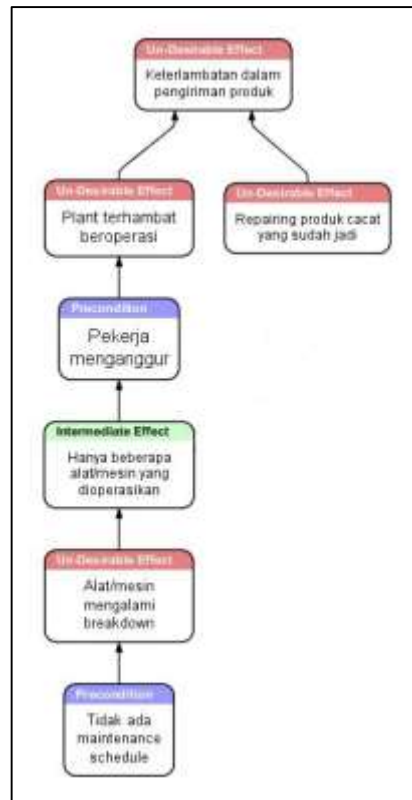 Un-Desirable Effect
Keterlambatan dalam
pengiriman produk
Un-Desirable Effect
Plant terhambat
beroperasi
Un-Desirable Effect
Repairing produk cacat
yang sudah jadi
Precondition
Pekerja
menganggur
Intermediate Effect
Hanya beberapa
alat/mesin yang
dioperasikan
Un-Desirable Effect
Alat/mesin
mengalami
breakdown
Precondition
Tidak ada
maintenance
schedule